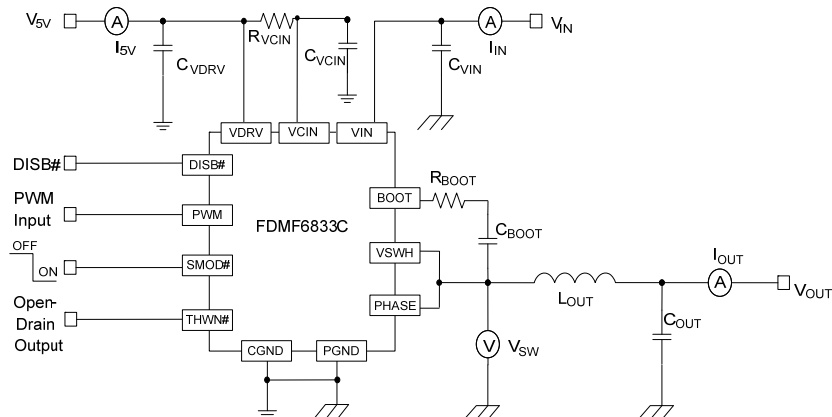 V5V
A
I5V
CVDRV
RVCIN
CVCIN
CVIN
A
IIN
VIN
VDRV
VCIN
VIN
DISB#
DISB#
PWM
Input
PWM
FDMF6833C
BOOT
RBOOT
CBOOT
OFF
ON
SMOD#
VSWH
LOUT
IOUT
A
VOUT
Open-
Drain
Output
THWN#
PHASE
COUT
V
VSW
CGND
PGND